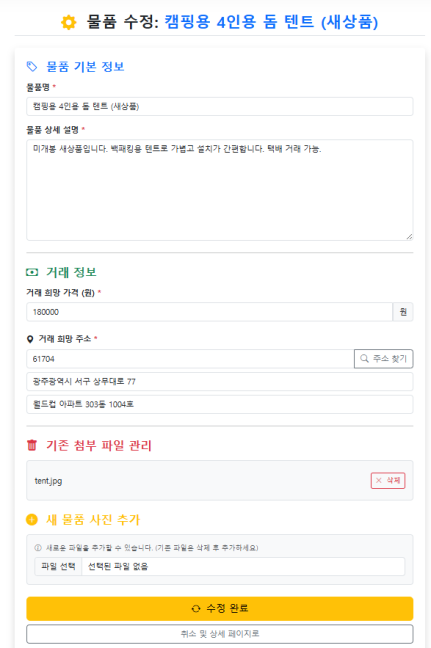 물품 수정: 캠핑용 4인용 돔 텐트 (새상품)
물품 기본 정보
물품명 *
캠핑용 4인용 돔 텐트 (새상품)
물품 상세 설명 *
미개봉 새상품입니다. 백패킹용 텐트로 가볍고 설치가 간편합니다. 택배 거래 가능.
거래 정보
거래 희망 가격 (원) *
180000 원
거래 희망 주소 *
61704 주소 찾기
광주광역시 서구 상무대로 77
월드컵 아파트 303동 1004호
기존 첨부 파일 관리
tent.jpg × 삭제
새 물품 사진 추가
새로운 파일을 추가할 수 있습니다. (기존 파일은 삭제 후 추가하세요)
파일 선택 선택된 파일 없음
수정 완료
취소 및 상세 페이지로